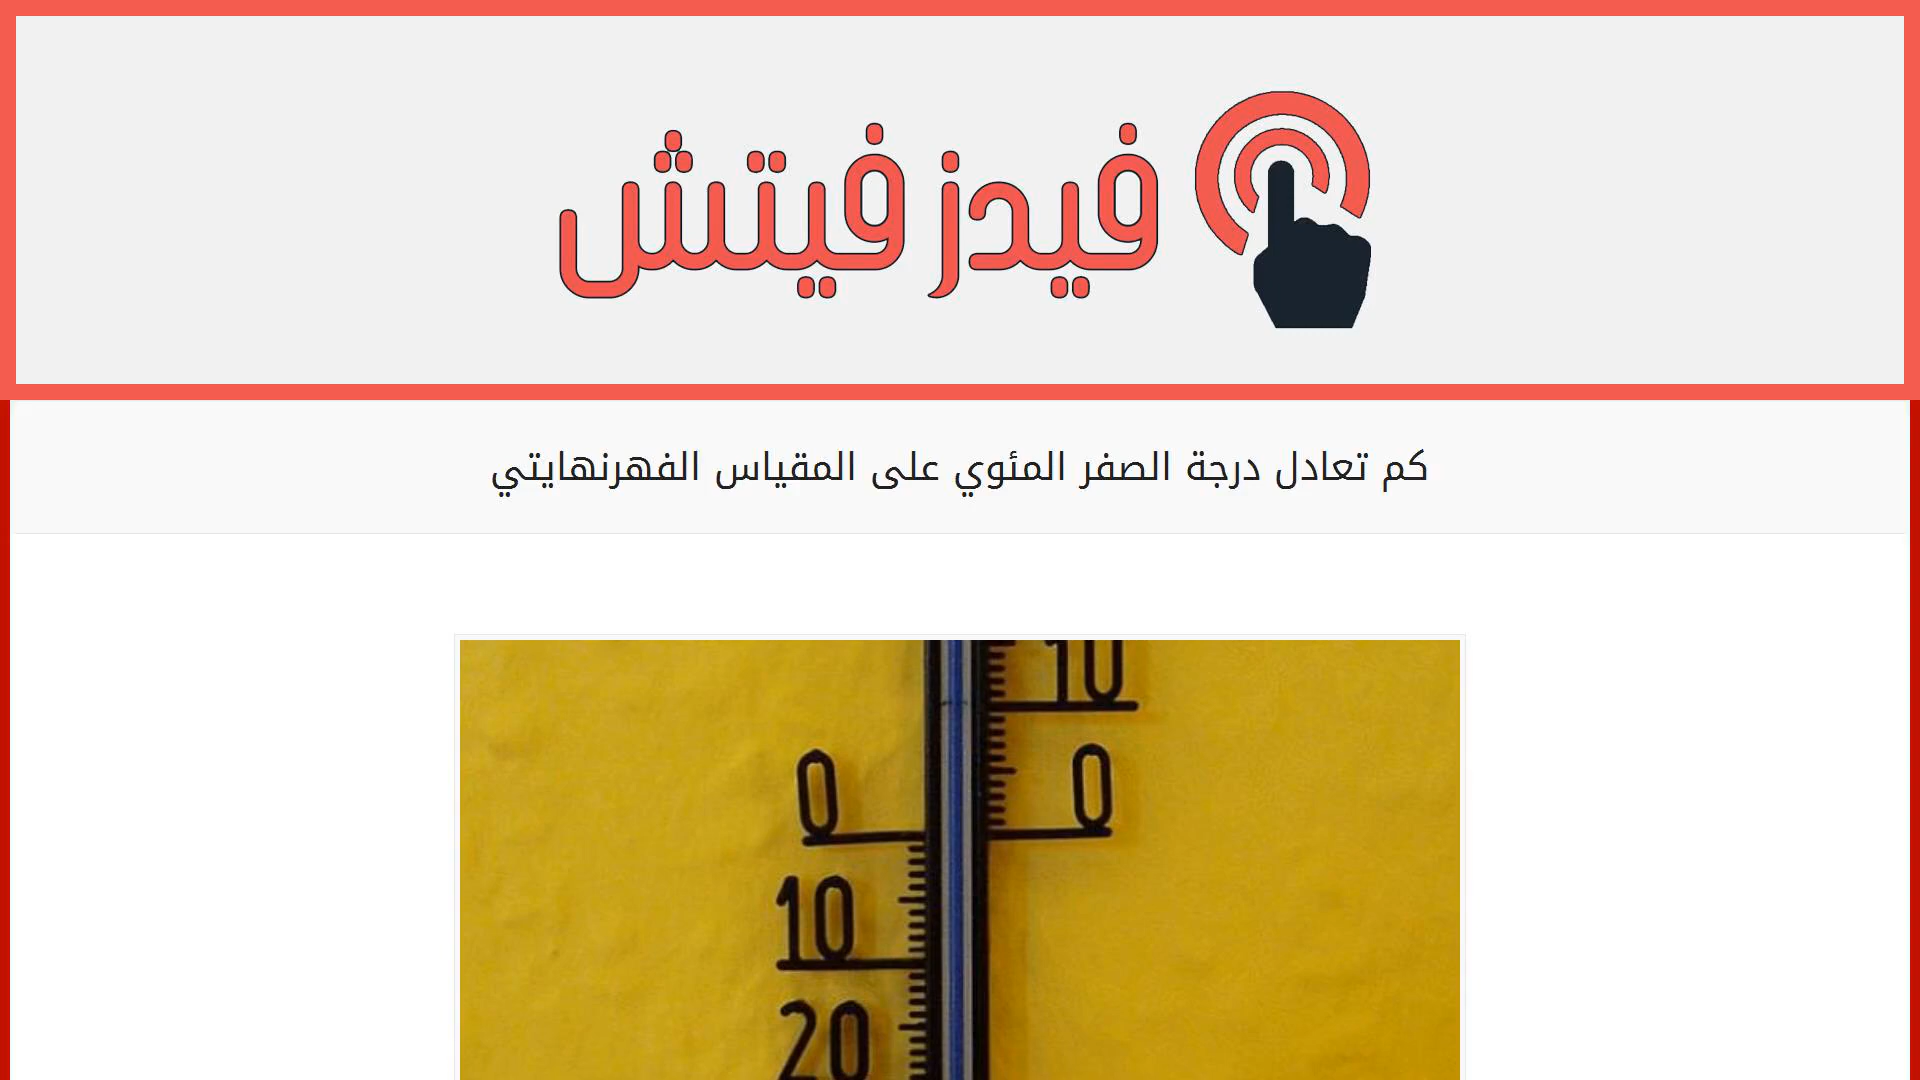 فيدز فيتش
كم تعادل درجة الصفر المئوي على المقياس الفهرنهايتي
10
0 0
10
20